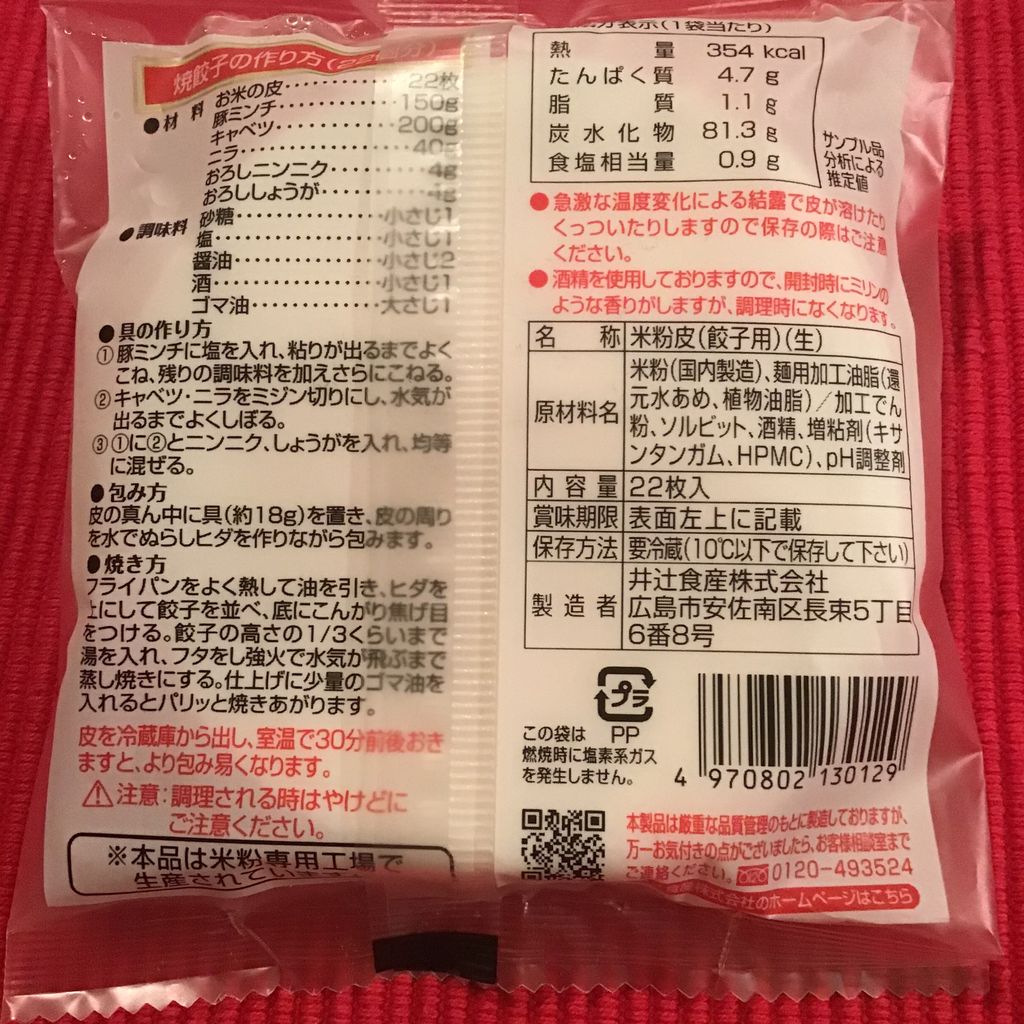 焼餃子の作り方
●材料 お米の皮 22枚
豚ミンチ 150g
キャベツ 200g
ニラ 40g
おろしニンニク 4g
おろししょうが 4g
●調味料 砂糖 小さじ1
塩 小さじ1
醤油 小さじ2
酒 小さじ1
ゴマ油 大さじ1
●具の作り方
①豚ミンチに塩を入れ、粘りが出るまでよく
こね、残りの調味料を加えさらにこねる。
②キャベツ・ニラをミジン切りにし、水気が
出るまでよくしぼる。
③①に②とニンニク、しょうがを入れ、均等
に混ぜる。
●包み方
皮の真ん中に具(約18g)を置き、皮の周り
を水でぬらしヒダを作りながら包みます。
●焼き方
フライパンをよく熱して油を引き、ヒダを
上にして餃子を並べ、底にこんがり焦げ目
をつける。餃子の高さの1/3くらいまで
湯を入れ、フタをし強火で水気が飛ぶまで
蒸し焼きにする。仕上げに少量のゴマ油を
入れるとパリッと焼きあがります。
皮を冷蔵庫から出し、室温で30分前後おき
ますと、より包み易くなります。
⚠注意:調理される時はやけどに
ご注意ください。
※本品は米粉専用工場で
生産されています
分表示(1袋当たり)
熱量 354 kcal
たんぱく質 4.7 g
脂質 1.1 g
炭水化物 81.3 g
食塩相当量 0.9 g
サンプル品
分析による
推定値
●急激な温度変化による結露で皮が溶けたり
くっついたりしますので保存の際はご注意
ください。
●酒精を使用しておりますので、開封時にミリンの
ような香りがしますが、調理時になくなります。
名称 米粉皮(餃子用)(生)
原材料名 米粉(国内製造)、麺用加工油脂(還
元水あめ、植物油脂)/加工でん
粉、ソルビット、酒精、増粘剤(キサ
ンタンガム、HPMC)、pH調整剤
内容量 22枚入
賞味期限 表面左上に記載
保存方法 要冷蔵(10℃以下で保存して下さい)
製造者 井辻食産株式会社
広島市安佐南区長束5丁目
6番8号
プラ
この袋は PP
燃焼時に塩素系ガス
を発生しません。
4 970802 130129
本製品は厳重な品質管理のもとに製造しておりますが、
万一お気付きの点がございましたら、お客様相談室まで
ご連絡ください。0120-493524
株式会社のホームページはこちら